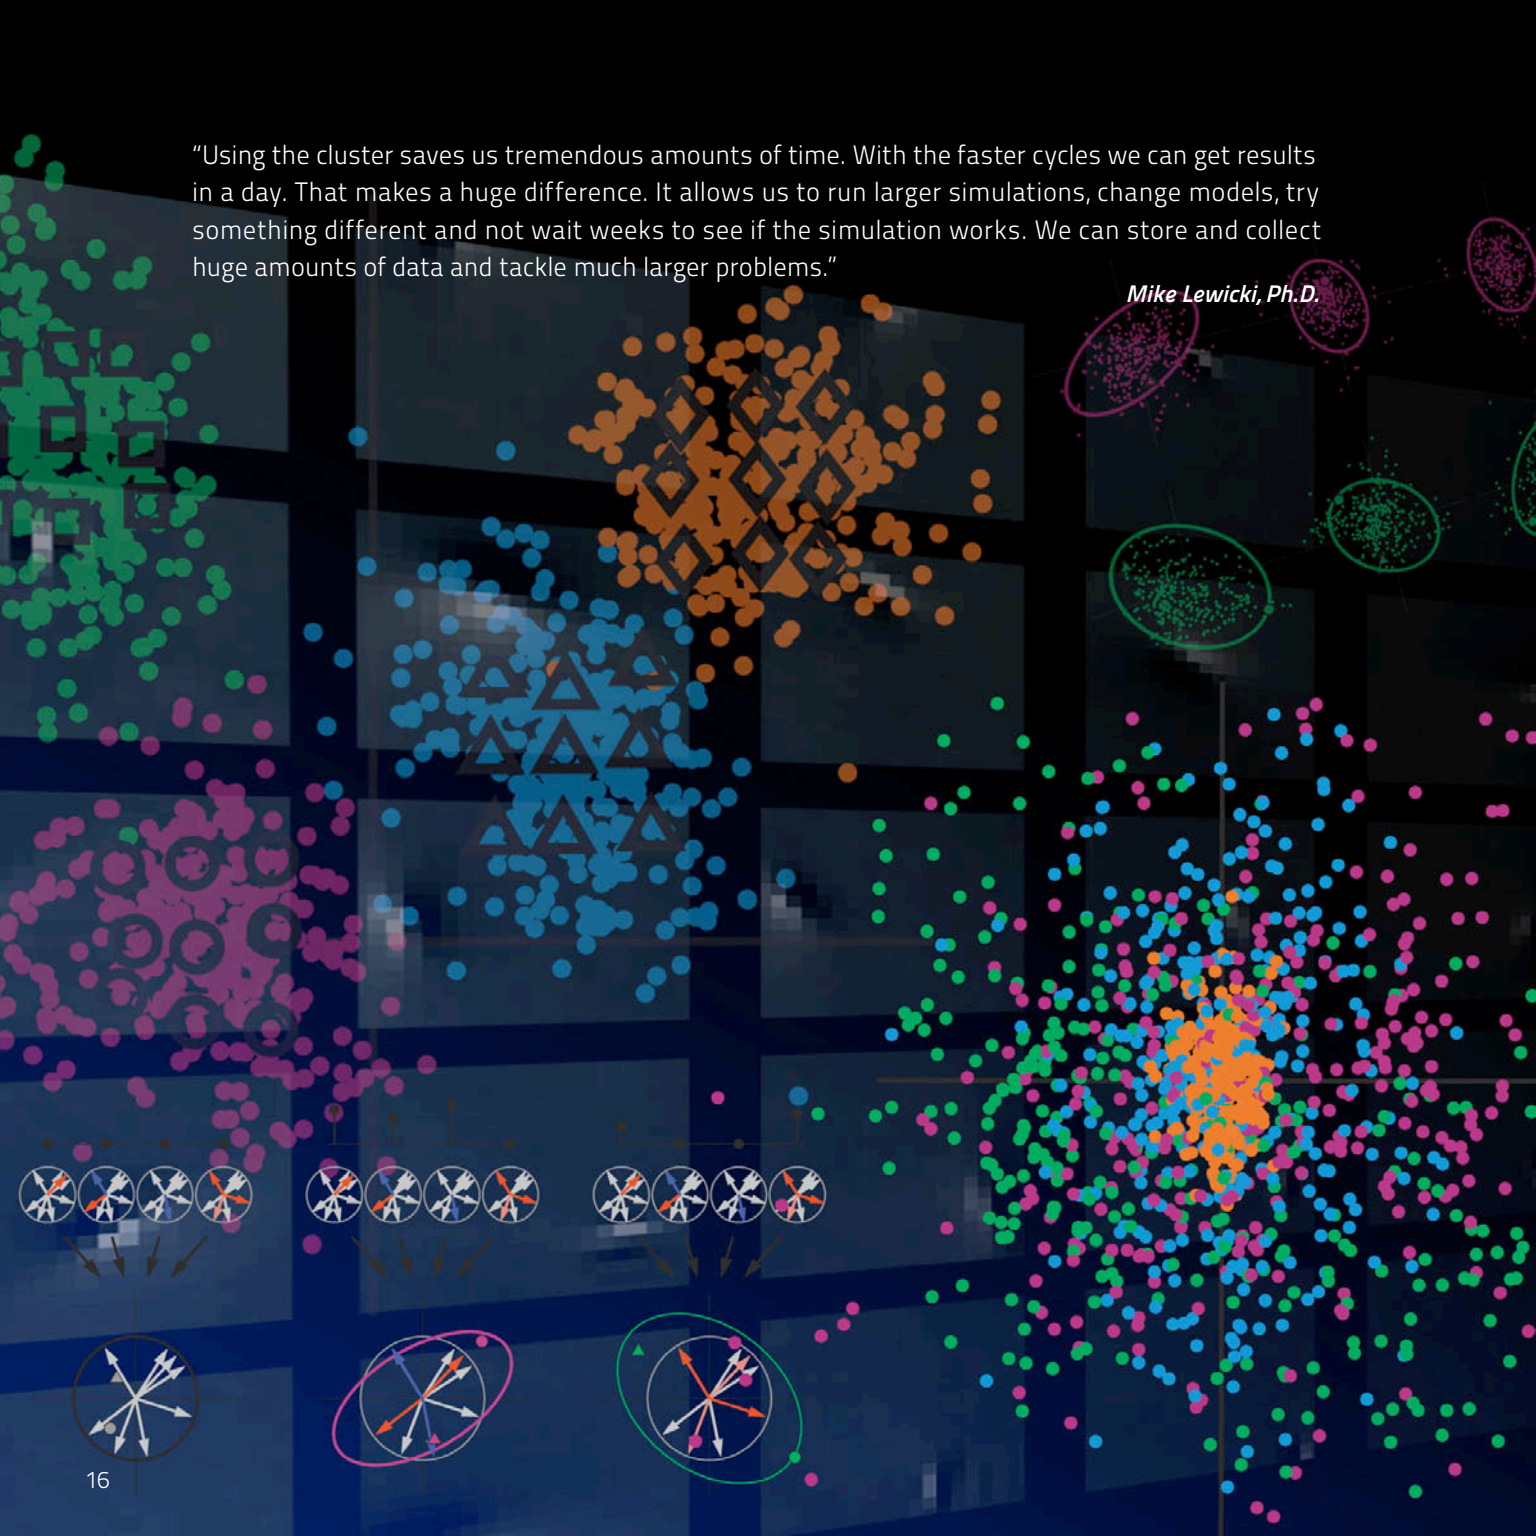 “Using the cluster saves us tremendous amounts of time. With the faster cycles we can get results
in a day. That makes a huge difference. It allows us to run larger simulations, change models, try
something different and not wait weeks to see if the simulation works. We can store and collect
huge amounts of data and tackle much larger problems.”
Mike Lewicki, Ph.D.
16